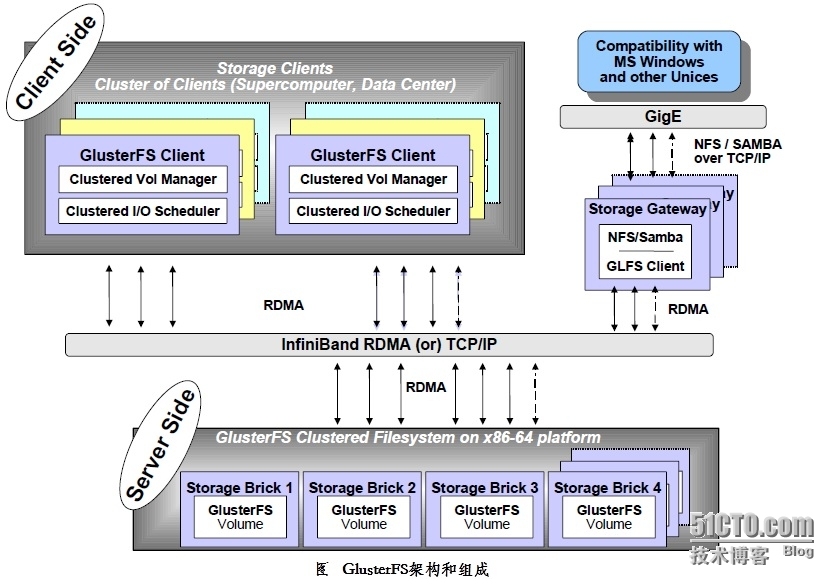 Client Side
Storage Clients
Cluster of Clients (Supercomputer, Data Center)
GlusterFS Client
Clustered Vol Manager
Clustered I/O Scheduler
GlusterFS Client
Clustered Vol Manager
Clustered I/O Scheduler
Compatibility with
MS Windows
and other Unices
GigE
NFS / SAMBA
over TCP/IP
Storage Gateway
NFS/Samba
GLFS Client
RDMA
RDMA
InfiniBand RDMA (or) TCP/IP
RDMA
Server Side
GlusterFS Clustered Filesystem on x86-64 platform
Storage Brick 1
GlusterFS
Volume
Storage Brick 2
GlusterFS
Volume
Storage Brick 3
GlusterFS
Volume
Storage Brick 4
GlusterFS
Volume
51CTO.com
技术博客 Blog
图 GlusterFS架构和组成